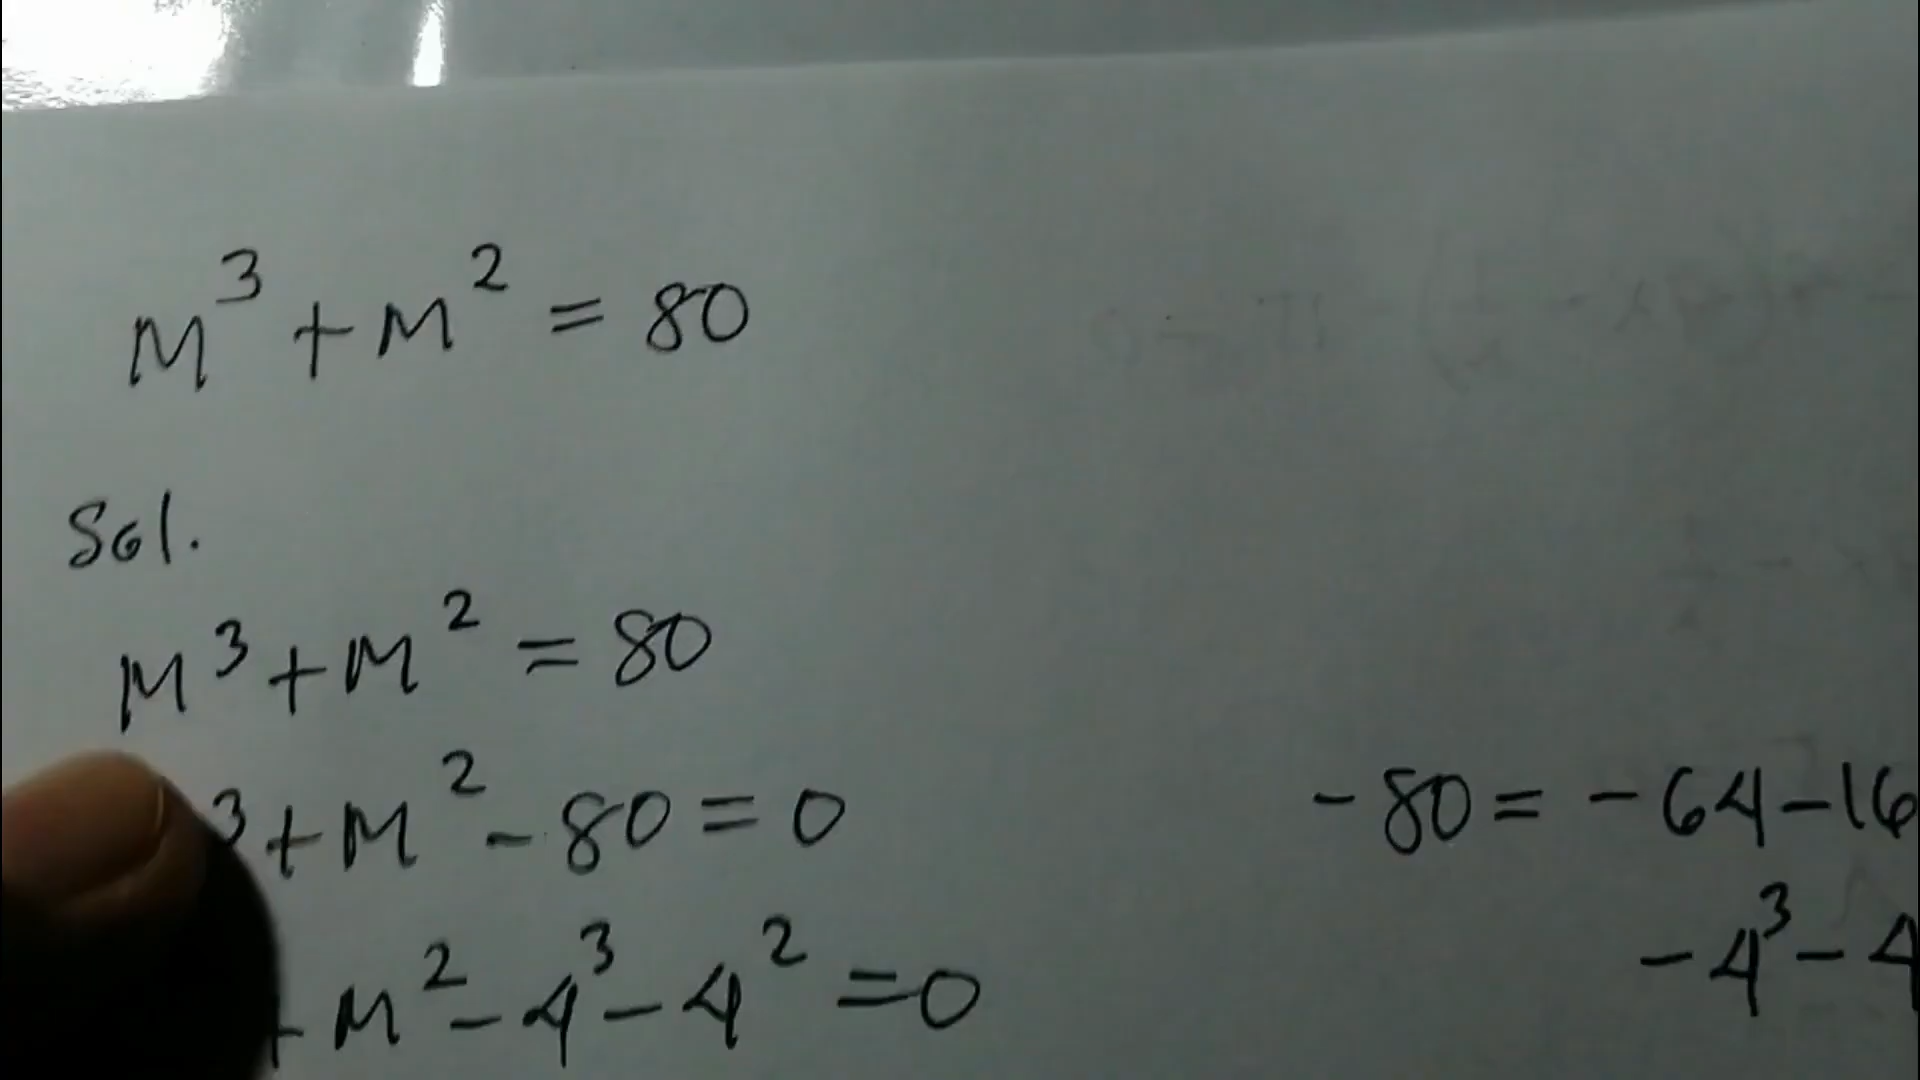 M³ + M² = 80
Sol.
M³ + M² = 80
³ + M² - 80 = 0
-80 = -64-16
+ M² - 4³ - 4² = 0
-4³ - 4